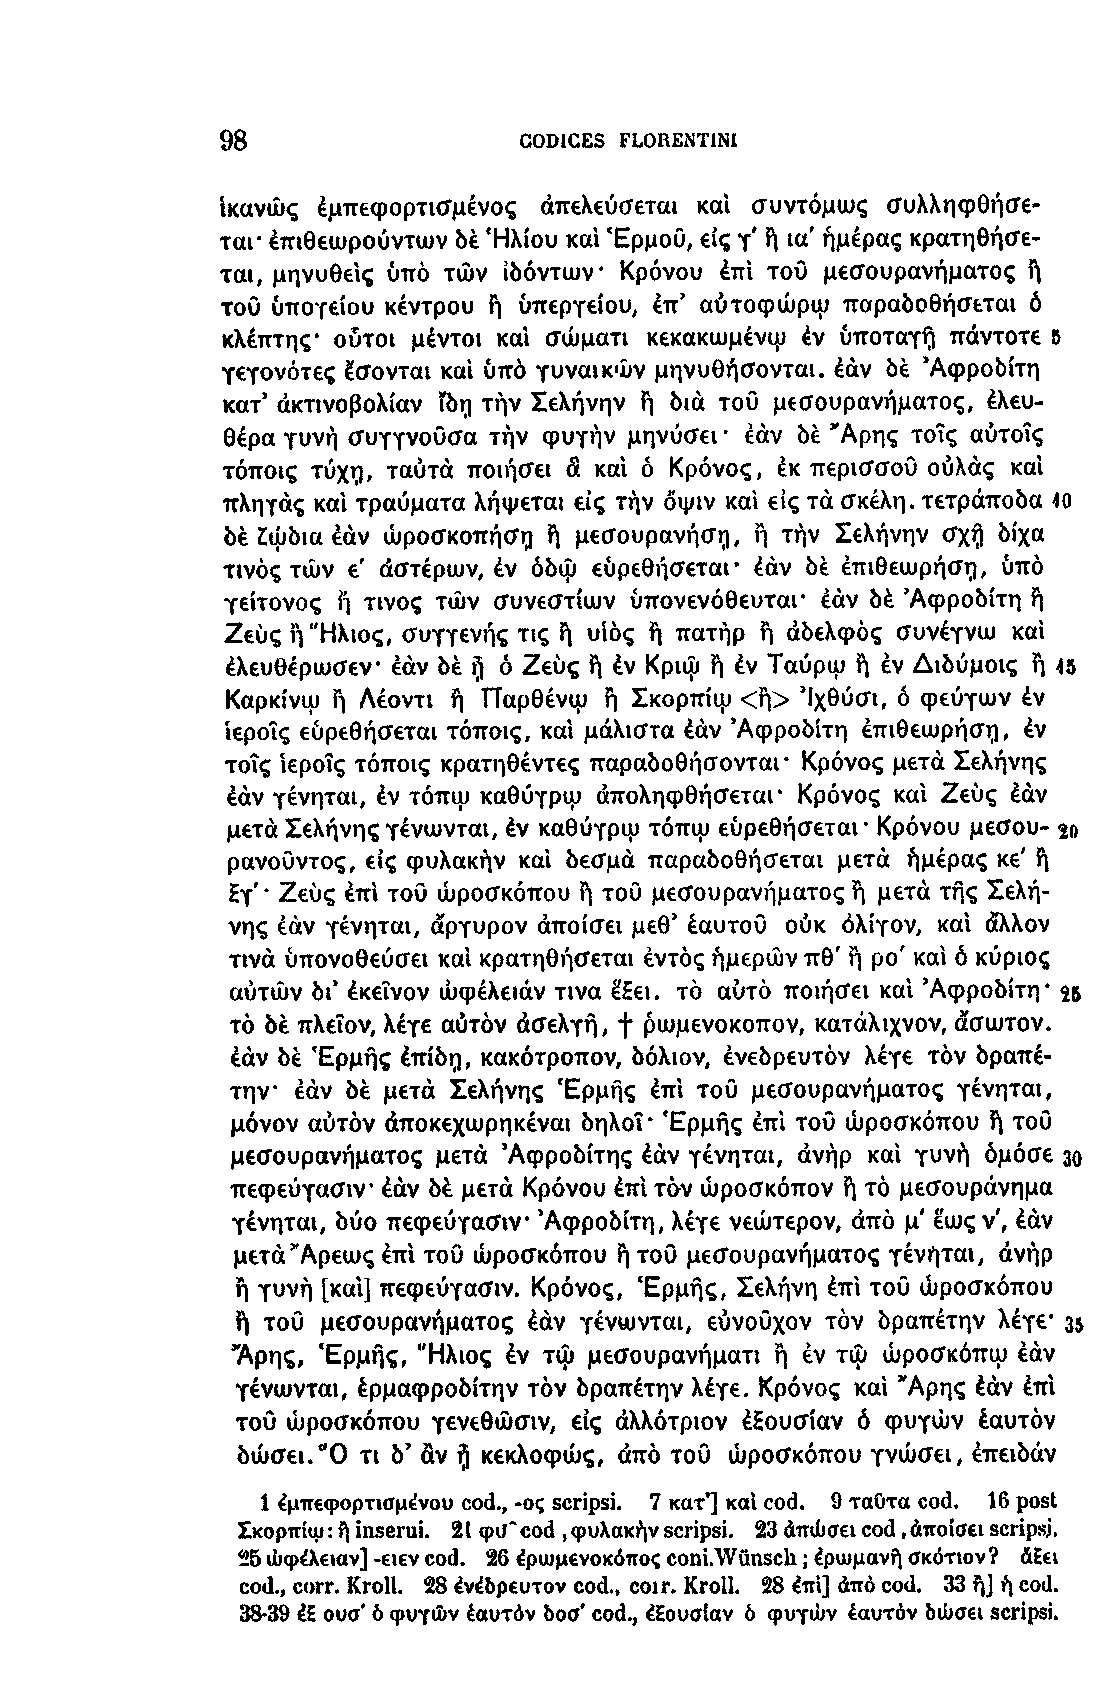 98 CODICES FLORENTINI
ἱκανῶς ἐμπεφορτισμένος ἀπελεύσεται καὶ συντόμως συλληφθήσε-
ται· ἐπιθεωρούντων δὲ Ἡλίου καὶ Ἑρμοῦ, εἰς γʹ ἢ ιαʹ ἡμέρας κρατηθήσε-
ται, μηνυθεὶς ὑπὸ τῶν ἰδόντων· Κρόνου ἐπὶ τοῦ μεσουρανήματος ἢ
τοῦ ὑπογείου κέντρου ἢ ὑπεργείου, ἐπ' αὐτοφώρῳ παραδοθήσεται ὁ
κλέπτης· οὗτοι μέντοι καὶ σώματι κεκακωμένῳ ἐν ὑποταγῇ πάντοτε 5
γεγονότες ἔσονται καὶ ὑπὸ γυναικῶν μηνυθήσονται. ἐὰν δὲ Ἀφροδίτη
κατ' ἀκτινοβολίαν ἴδῃ τὴν Σελήνην ἢ διὰ τοῦ μεσουρανήματος, ἐλευ-
θέρα γυνὴ συγγνοῦσα τὴν φυγὴν μηνύσει· ἐὰν δὲ Ἄρης τοῖς αὐτοῖς
τόποις τύχῃ, ταὐτὰ ποιήσει ἃ καὶ ὁ Κρόνος, ἐκ περισσοῦ οὐλὰς καὶ
πληγὰς καὶ τραύματα λήψεται εἰς τὴν ὄψιν καὶ εἰς τὰ σκέλη. τετράποδα 10
δὲ ζῴδια ἐὰν ὡροσκοπήσῃ ἢ μεσουρανήσῃ, ἢ τὴν Σελήνην σχῇ δίχα
τινὸς τῶν εʹ ἀστέρων, ἐν ὁδῷ εὑρεθήσεται· ἐὰν δὲ ἐπιθεωρήσῃ, ὑπὸ
γείτονος ἤ τινος τῶν συνεστίων ὑπονενόθευται· ἐὰν δὲ Ἀφροδίτη ἢ
Ζεὺς ἢ Ἥλιος, συγγενής τις ἢ υἱὸς ἢ πατὴρ ἢ ἀδελφὸς συνέγνω καὶ
ἐλευθέρωσεν· ἐὰν δὲ ᾖ ὁ Ζεὺς ἢ ἐν Κριῷ ἢ ἐν Ταύρῳ ἢ ἐν Διδύμοις ἢ 15
Καρκίνῳ ἢ Λέοντι ἢ Παρθένῳ ἢ Σκορπίῳ <ἢ> Ἰχθύσι, ὁ φεύγων ἐν
ἱεροῖς εὑρεθήσεται τόποις, καὶ μάλιστα ἐὰν Ἀφροδίτη ἐπιθεωρήσῃ, ἐν
τοῖς ἱεροῖς τόποις κρατηθέντες παραδοθήσονται· Κρόνος μετὰ Σελήνης
ἐὰν γένηται, ἐν τόπῳ καθύγρῳ ἀποληφθήσεται· Κρόνος καὶ Ζεὺς ἐὰν
μετὰ Σελήνης γένωνται, ἐν καθύγρῳ τόπῳ εὑρεθήσεται· Κρόνου μεσου- 20
ρανοῦντος, εἰς φυλακὴν καὶ δεσμὰ παραδοθήσεται μετὰ ἡμέρας κεʹ ἢ
ξγʹ· Ζεὺς ἐπὶ τοῦ ὡροσκόπου ἢ τοῦ μεσουρανήματος ἢ μετὰ τῆς Σελή-
νης ἐὰν γένηται, ἄργυρον ἀποίσει μεθ' ἑαυτοῦ οὐκ ὀλίγον, καὶ ἄλλον
τινὰ ὑπονοθεύσει καὶ κρατηθήσεται ἐντὸς ἡμερῶν πθʹ ἢ ροʹ καὶ ὁ κύριος
αὐτῶν δι' ἐκεῖνον ὠφέλειάν τινα ἕξει. τὸ αὐτὸ ποιήσει καὶ Ἀφροδίτη· 25
τὸ δὲ πλεῖον, λέγε αὐτὸν ἀσελγῆ, † ῥωμενοκοπον, κατάλιχνον, ἄσωτον.
ἐὰν δὲ Ἑρμῆς ἐπίδῃ, κακότροπον, δόλιον, ἐνεδρευτὸν λέγε τὸν δραπέ-
την· ἐὰν δὲ μετὰ Σελήνης Ἑρμῆς ἐπὶ τοῦ μεσουρανήματος γένηται,
μόνον αὐτὸν ἀποκεχωρηκέναι δηλοῖ· Ἑρμῆς ἐπὶ τοῦ ὡροσκόπου ἢ τοῦ
μεσουρανήματος μετὰ Ἀφροδίτης ἐὰν γένηται, ἀνὴρ καὶ γυνὴ ὁμόσε 30
πεφεύγασιν· ἐὰν δὲ μετὰ Κρόνου ἐπὶ τὸν ὡροσκόπον ἢ τὸ μεσουράνημα
γένηται, δύο πεφεύγασιν· Ἀφροδίτη, λέγε νεώτερον, ἀπὸ μʹ ἕως νʹ, ἐὰν
μετὰ Ἄρεως ἐπὶ τοῦ ὡροσκόπου ἢ τοῦ μεσουρανήματος γένηται, ἀνὴρ
ἢ γυνὴ [καὶ] πεφεύγασιν. Κρόνος, Ἑρμῆς, Σελήνη ἐπὶ τοῦ ὡροσκόπου
ἢ τοῦ μεσουρανήματος ἐὰν γένωνται, εὐνοῦχον τὸν δραπέτην λέγε· 35
Ἄρης, Ἑρμῆς, Ἥλιος ἐν τῷ μεσουρανήματι ἢ ἐν τῷ ὡροσκόπῳ ἐὰν
γένωνται, ἑρμαφροδίτην τὸν δραπέτην λέγε. Κρόνος καὶ Ἄρης ἐὰν ἐπὶ
τοῦ ὡροσκόπου γενεθῶσιν, εἰς ἀλλότριον ἐξουσίαν ὁ φυγὼν ἑαυτὸν
δώσει. Ὅ τι δ' ἂν ᾖ κεκλοφώς, ἀπὸ τοῦ ὡροσκόπου γνώσει, ἐπειδάν
1 ἐμπεφορτισμένου cod., -ος scripsi. 7 κατ'] καὶ cod. 9 ταῦτα cod. 16 post
Σκορπίῳ: ἢ inserui. 21 φυ^ cod, φυλακὴν scripsi. 23 ἀπώσει cod, ἀποίσει scripsi.
25 ὠφέλειαν] -ειεν cod. 26 ἐρωμενοκόπος coni. Wünsch; ἐρωμανῆ σκότιον? ἄξει
cod., corr. Kroll. 28 ἐνέδρευτον cod., corr. Kroll. 28 ἐπὶ] ἀπὸ cod. 33 ἢ] ἡ cod.
38-39 ἐξ ουσʹ ὁ φυγῶν ἑαυτὸν δοσʹ cod., ἐξουσίαν ὁ φυγὼν ἑαυτὸν δώσει scripsi.